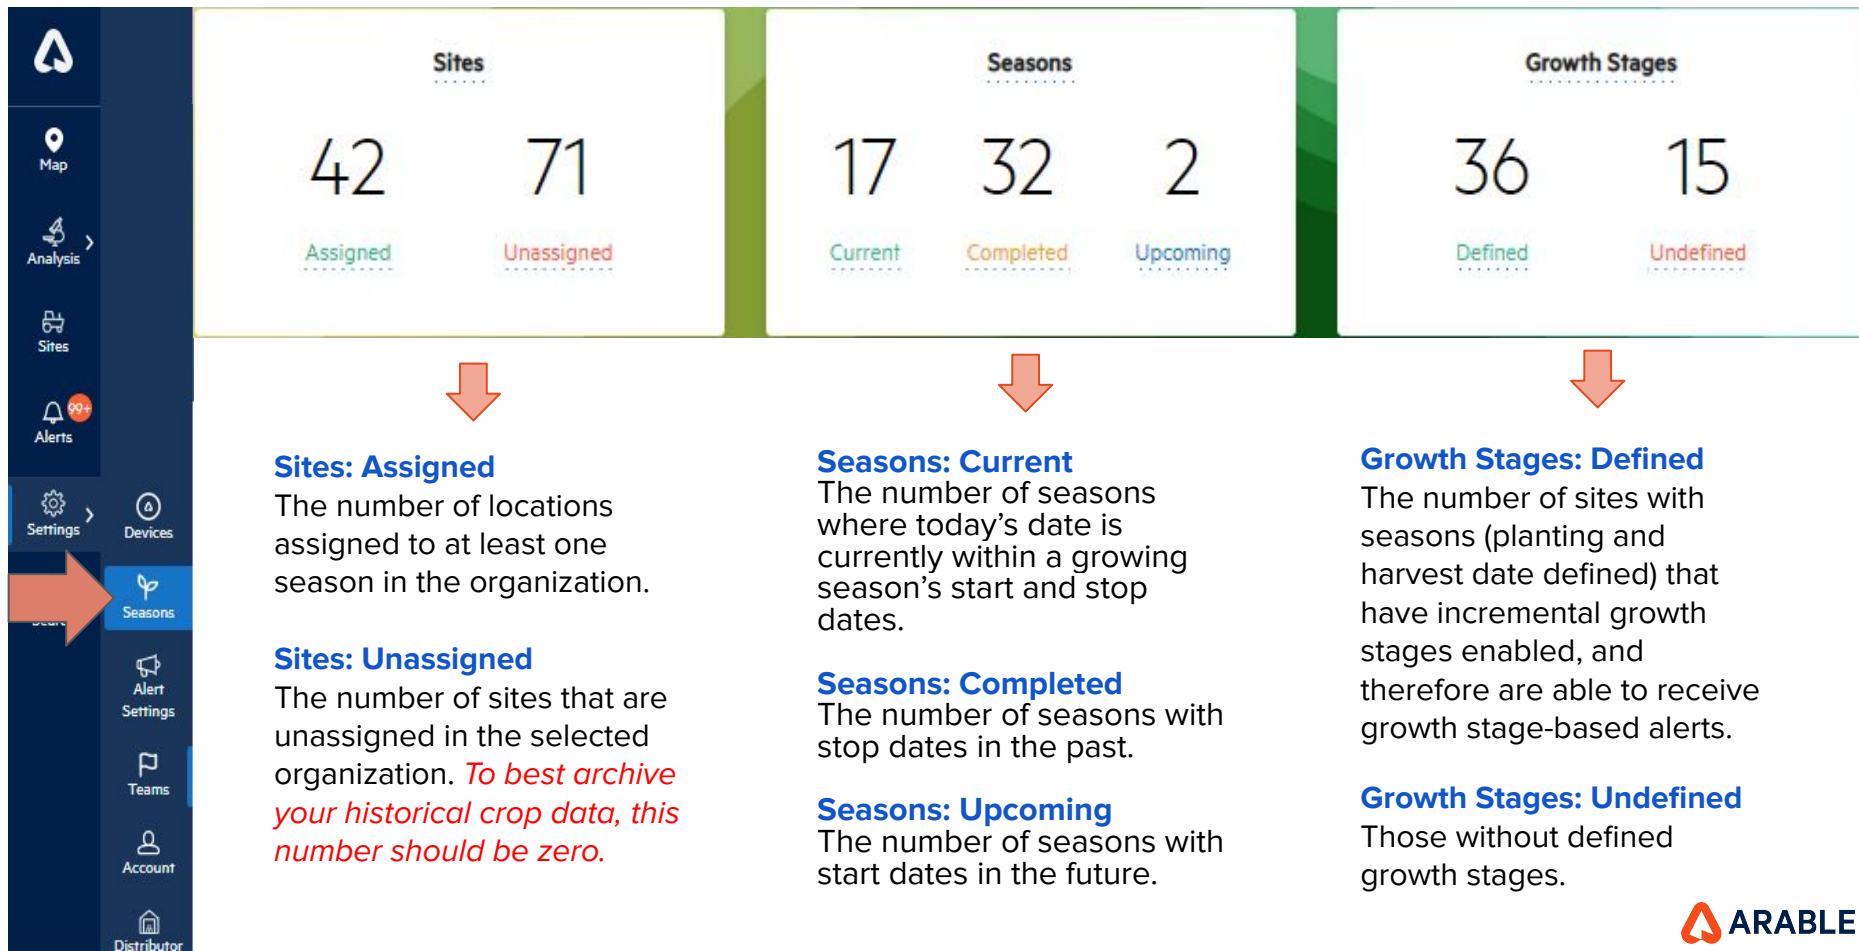 Map
Analysis
Sites
Alerts
99+
Settings
Devices
Seasons
Alert
Settings
Teams
Account
Distributor
Sites
42
71
Assigned
Unassigned
Seasons
17
32
2
Current
Completed
Upcoming
Growth Stages
36
15
Defined
Undefined
Sites: Assigned
The number of locations
assigned to at least one
season in the organization.
Sites: Unassigned
The number of sites that are
unassigned in the selected
organization. To best archive
your historical crop data, this
number should be zero.
Seasons: Current
The number of seasons
where today’s date is
currently within a growing
season’s start and stop
dates.
Seasons: Completed
The number of seasons with
stop dates in the past.
Seasons: Upcoming
The number of seasons with
start dates in the future.
Growth Stages: Defined
The number of sites with
seasons (planting and
harvest date defined) that
have incremental growth
stages enabled, and
therefore are able to receive
growth stage-based alerts.
Growth Stages: Undefined
Those without defined
growth stages.
ARABLE